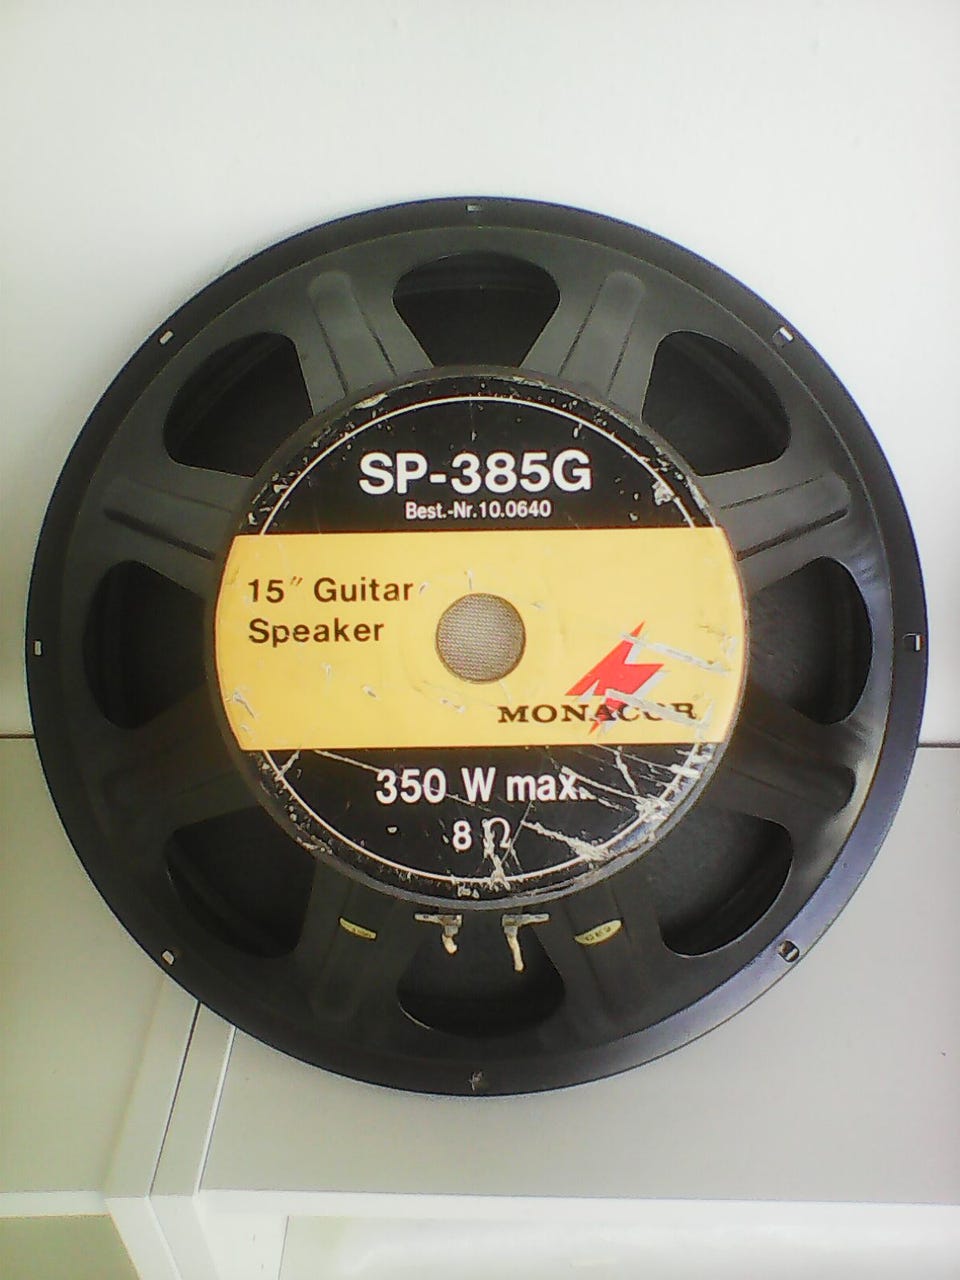 SP-385G
Best.-Nr.10.0640
15" Guitar
Speaker
MONACOR
350 W max.
8 Ω